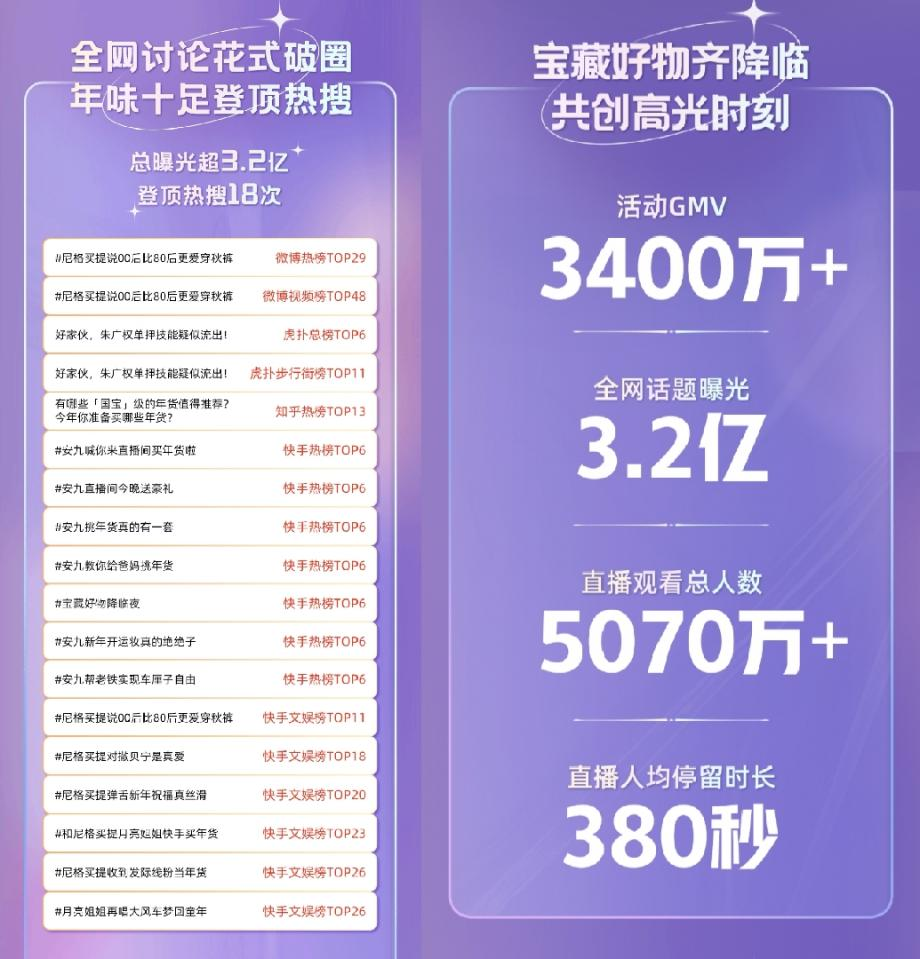 全网讨论花式破圈
年味十足登顶热搜
总曝光超3.2亿
登顶热搜18次
#尼格买提说00后比80后更爱穿秋裤 微博热榜TOP29
#尼格买提说00后比80后更爱穿秋裤 微博视频榜TOP48
好家伙，朱广权单押技能疑似流出！ 虎扑总榜TOP6
好家伙，朱广权单押技能疑似流出！ 虎扑步行街榜TOP11
有哪些「国宝」级的年货值得推荐？
今年你准备买哪些年货？ 知乎热榜TOP13
#安九喊你来直播间买年货啦 快手热榜TOP6
#安九直播间今晚送豪礼 快手热榜TOP6
#安九挑年货真的有一套 快手热榜TOP6
#安九教你给爸妈挑年货 快手热榜TOP6
#宝藏好物降临夜 快手热榜TOP6
#安九新年开运妆真的绝绝子 快手热榜TOP6
#安九帮老铁实现车厘子自由 快手热榜TOP6
#尼格买提说00后比80后更爱穿秋裤 快手文娱榜TOP11
#尼格买提对撒贝宁是真爱 快手文娱榜TOP18
#尼格买提弹舌新年祝福真丝滑 快手文娱榜TOP20
#和尼格买提月亮姐姐快手买年货 快手文娱榜TOP23
#尼格买提收到发际线粉当年货 快手文娱榜TOP26
#月亮姐姐再唱大风车梦回童年 快手文娱榜TOP26
宝藏好物齐降临
共创高光时刻
活动GMV
3400万+
全网话题曝光
3.2亿
直播观看总人数
5070万+
直播人均停留时长
380秒